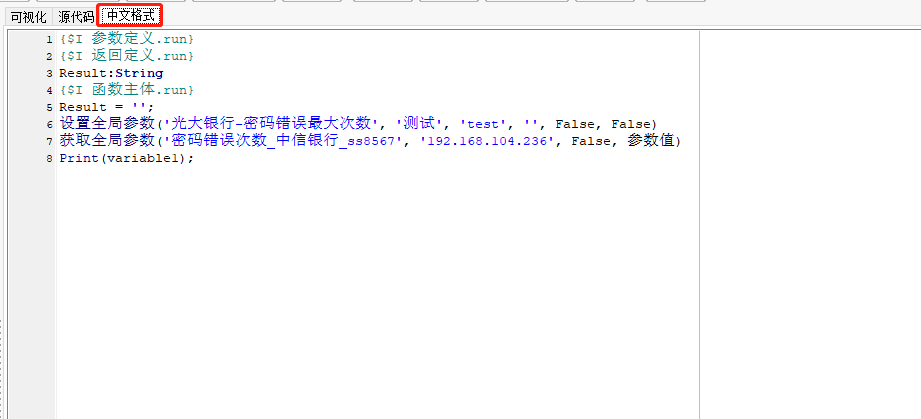 可视化 源代码 中文格式
1 {$I 参数定义.run}
2 {$I 返回定义.run}
3 Result:String
4 {$I 函数主体.run}
5 Result = '';
6 设置全局参数('光大银行-密码错误最大次数', '测试', 'test', '', False, False)
7 获取全局参数('密码错误次数_中信银行_ss8567', '192.168.104.236', False, 参数值)
8 Print(variable1);